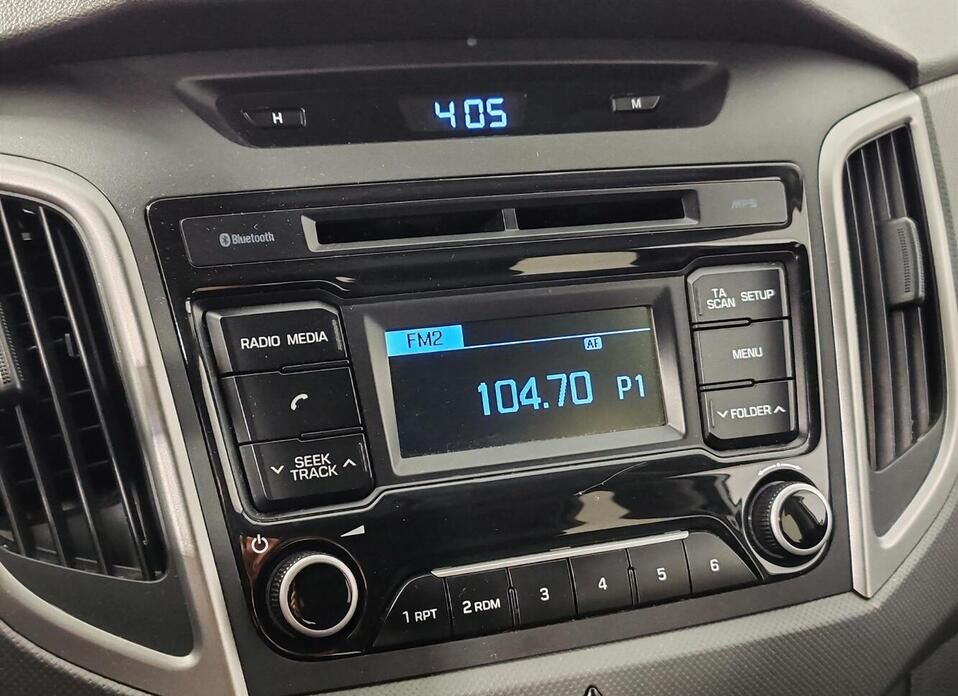 H
4 05
M
Bluetooth
MP3
RADIO MEDIA
SEEK
TRACK
FM2
AF
104.70 P1
TA
SCAN SETUP
MENU
FOLDER
1 RPT
2 RDM
3
4
5
6